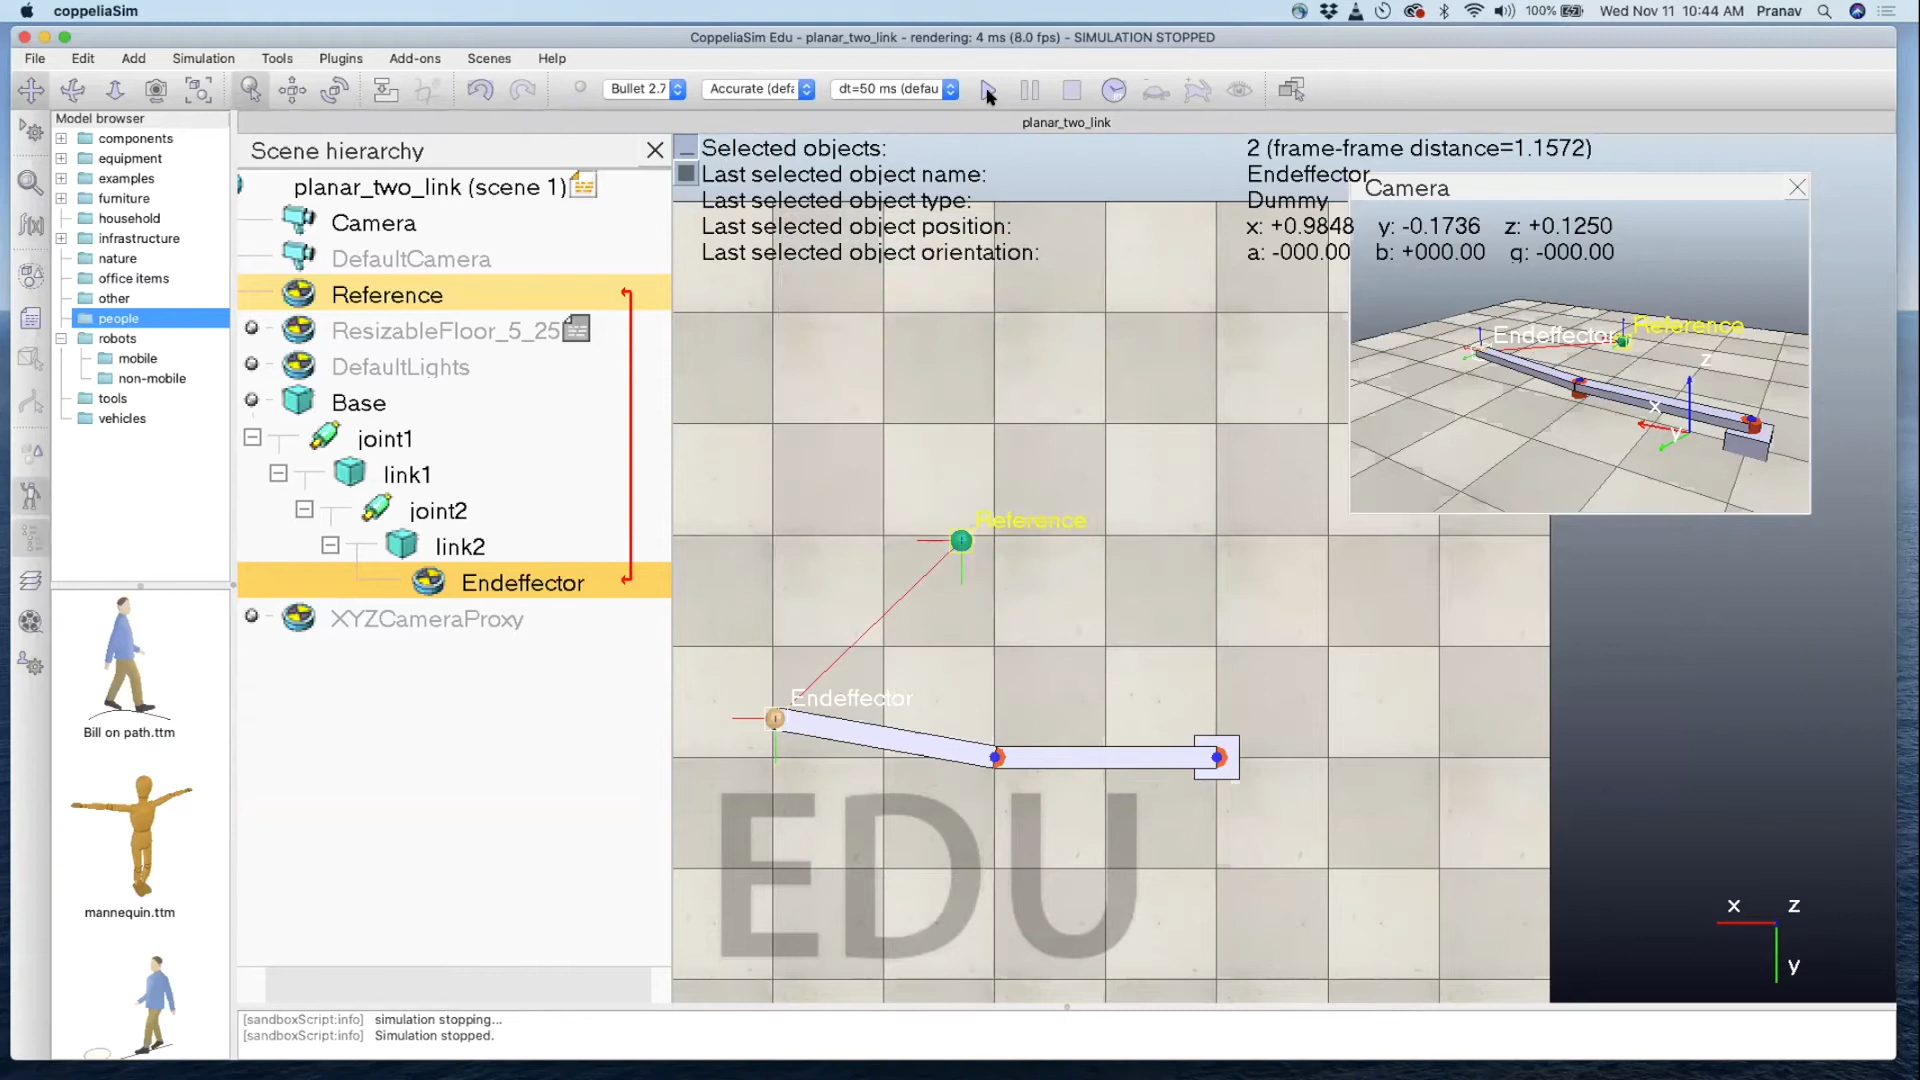 coppeliaSim
100% Wed Nov 11 10:44 AM Pranav
CoppeliaSim Edu - planar_two_link - rendering: 4 ms (8.0 fps) - SIMULATION STOPPED
File Edit Add Simulation Tools Plugins Add-ons Scenes Help
Bullet 2.7 Accurate (defa dt=50 ms (defau
planar_two_link
Model browser
components
equipment
examples
furniture
household
infrastructure
nature
office items
other
people
robots
mobile
non-mobile
tools
vehicles
Bill on path.ttm
mannequin.ttm
Scene hierarchy
planar_two_link (scene 1)
Camera
DefaultCamera
Reference
ResizableFloor_5_25
DefaultLights
Base
joint1
link1
joint2
link2
Endeffector
XYZCameraProxy
Selected objects: 2 (frame-frame distance=1.1572)
Last selected object name: Endeffector
Last selected object type: Dummy
Last selected object position: x: +0.9848 y: -0.1736 z: +0.1250
Last selected object orientation: a: -000.00 b: +000.00 g: -000.00
Camera
Endeffector Reference
z
x
y
Reference
Endeffector
EDU
x z
y
[sandboxScript:info] simulation stopping...
[sandboxScript:info] Simulation stopped.